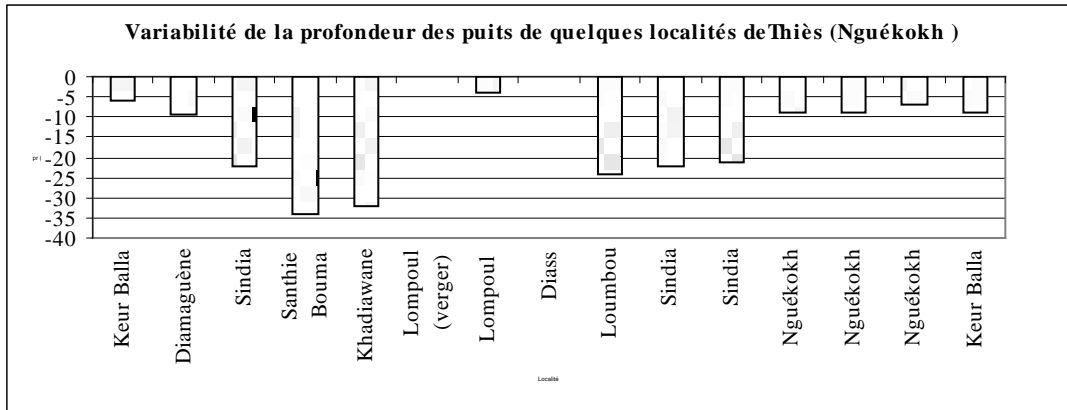 Variabilité de la profondeur des puits de quelques localités deThiès (Nguékokh )
0
-5
-10
-15
-20
-25
-30
-35
-40
pr (
Keur Balla
Diamaguène
Sindia
Santhie
Bouma
Khadiawane
Lompoul
(verger)
Lompoul
Diass
Loumbou
Sindia
Sindia
Nguékokh
Nguékokh
Nguékokh
Keur Balla
Localité